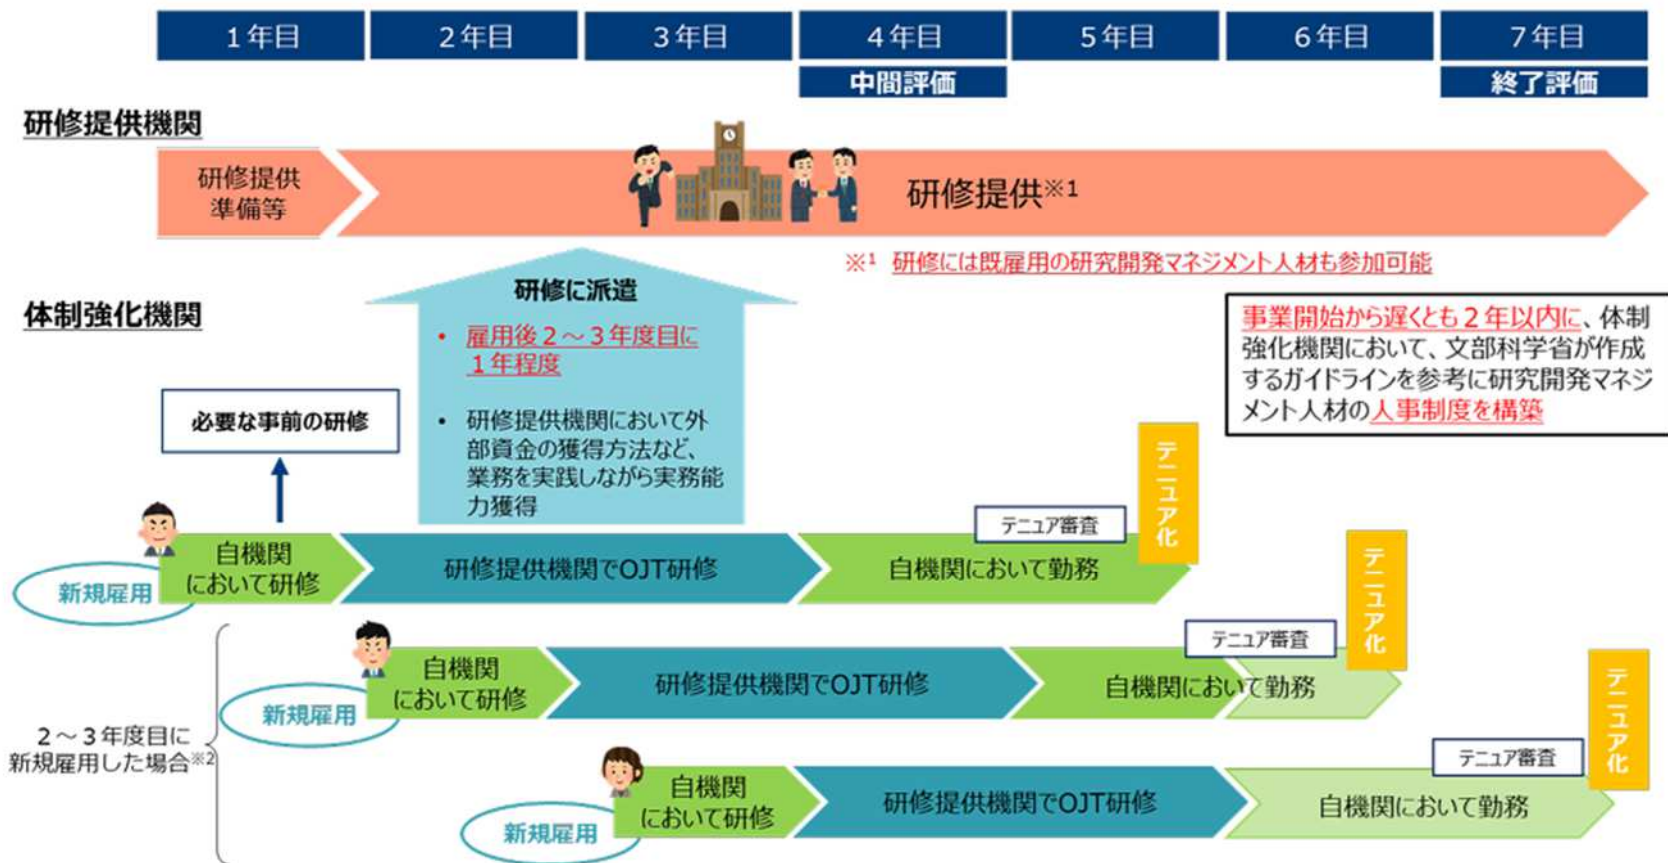 1年目
2年目
3年目
4年目
5年目
6年目
7年目
中間評価
終了評価
研修提供機関
研修提供
準備等
研修提供※1
※1 研修には既雇用の研究開発マネジメント人材も参加可能
体制強化機関
研修に派遣
• 雇用後2～3年度目に
1年程度
• 研修提供機関において外
部資金の獲得方法など、
業務を実践しながら実務能
力獲得
事業開始から遅くとも2年以内に、体制
強化機関において、文部科学省が作成
するガイドラインを参考に研究開発マネジ
メント人材の人事制度を構築
必要な事前の研修
新規雇用
自機関
において研修
研修提供機関でOJT研修
自機関において勤務
テニュア審査
テニュア化
2～3年度目に
新規雇用した場合※2
新規雇用
自機関
において研修
研修提供機関でOJT研修
自機関において勤務
テニュア審査
テニュア化
新規雇用
自機関
において研修
研修提供機関でOJT研修
自機関において勤務
テニュア審査
テニュア化